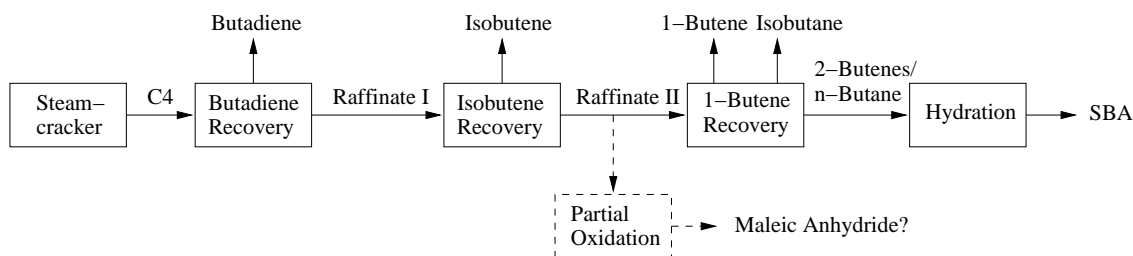 Butadiene
Isobutene
1−Butene Isobutane
Steam−
cracker
C4
Butadiene
Recovery
Raffinate I
Isobutene
Recovery
Raffinate II
1−Butene
Recovery
2−Butenes/
n−Butane
Hydration
SBA
Partial
Oxidation
Maleic Anhydride?